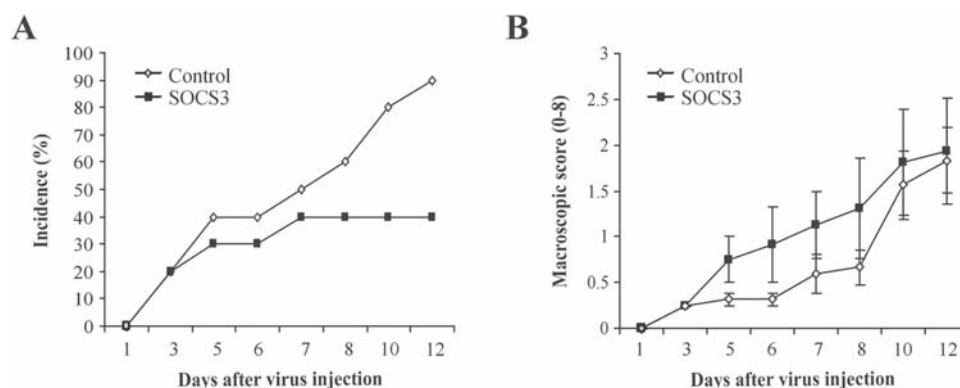 A
Incidence (%)
100
90
80
70
60
50
40
30
20
10
0
Control
SOCS3
1 3 5 6 7 8 10 12
Days after virus injection
B
Macroscopic score (0-8)
3
2.5
2
1.5
1
0.5
0
Control
SOCS3
1 3 5 6 7 8 10 12
Days after virus injection